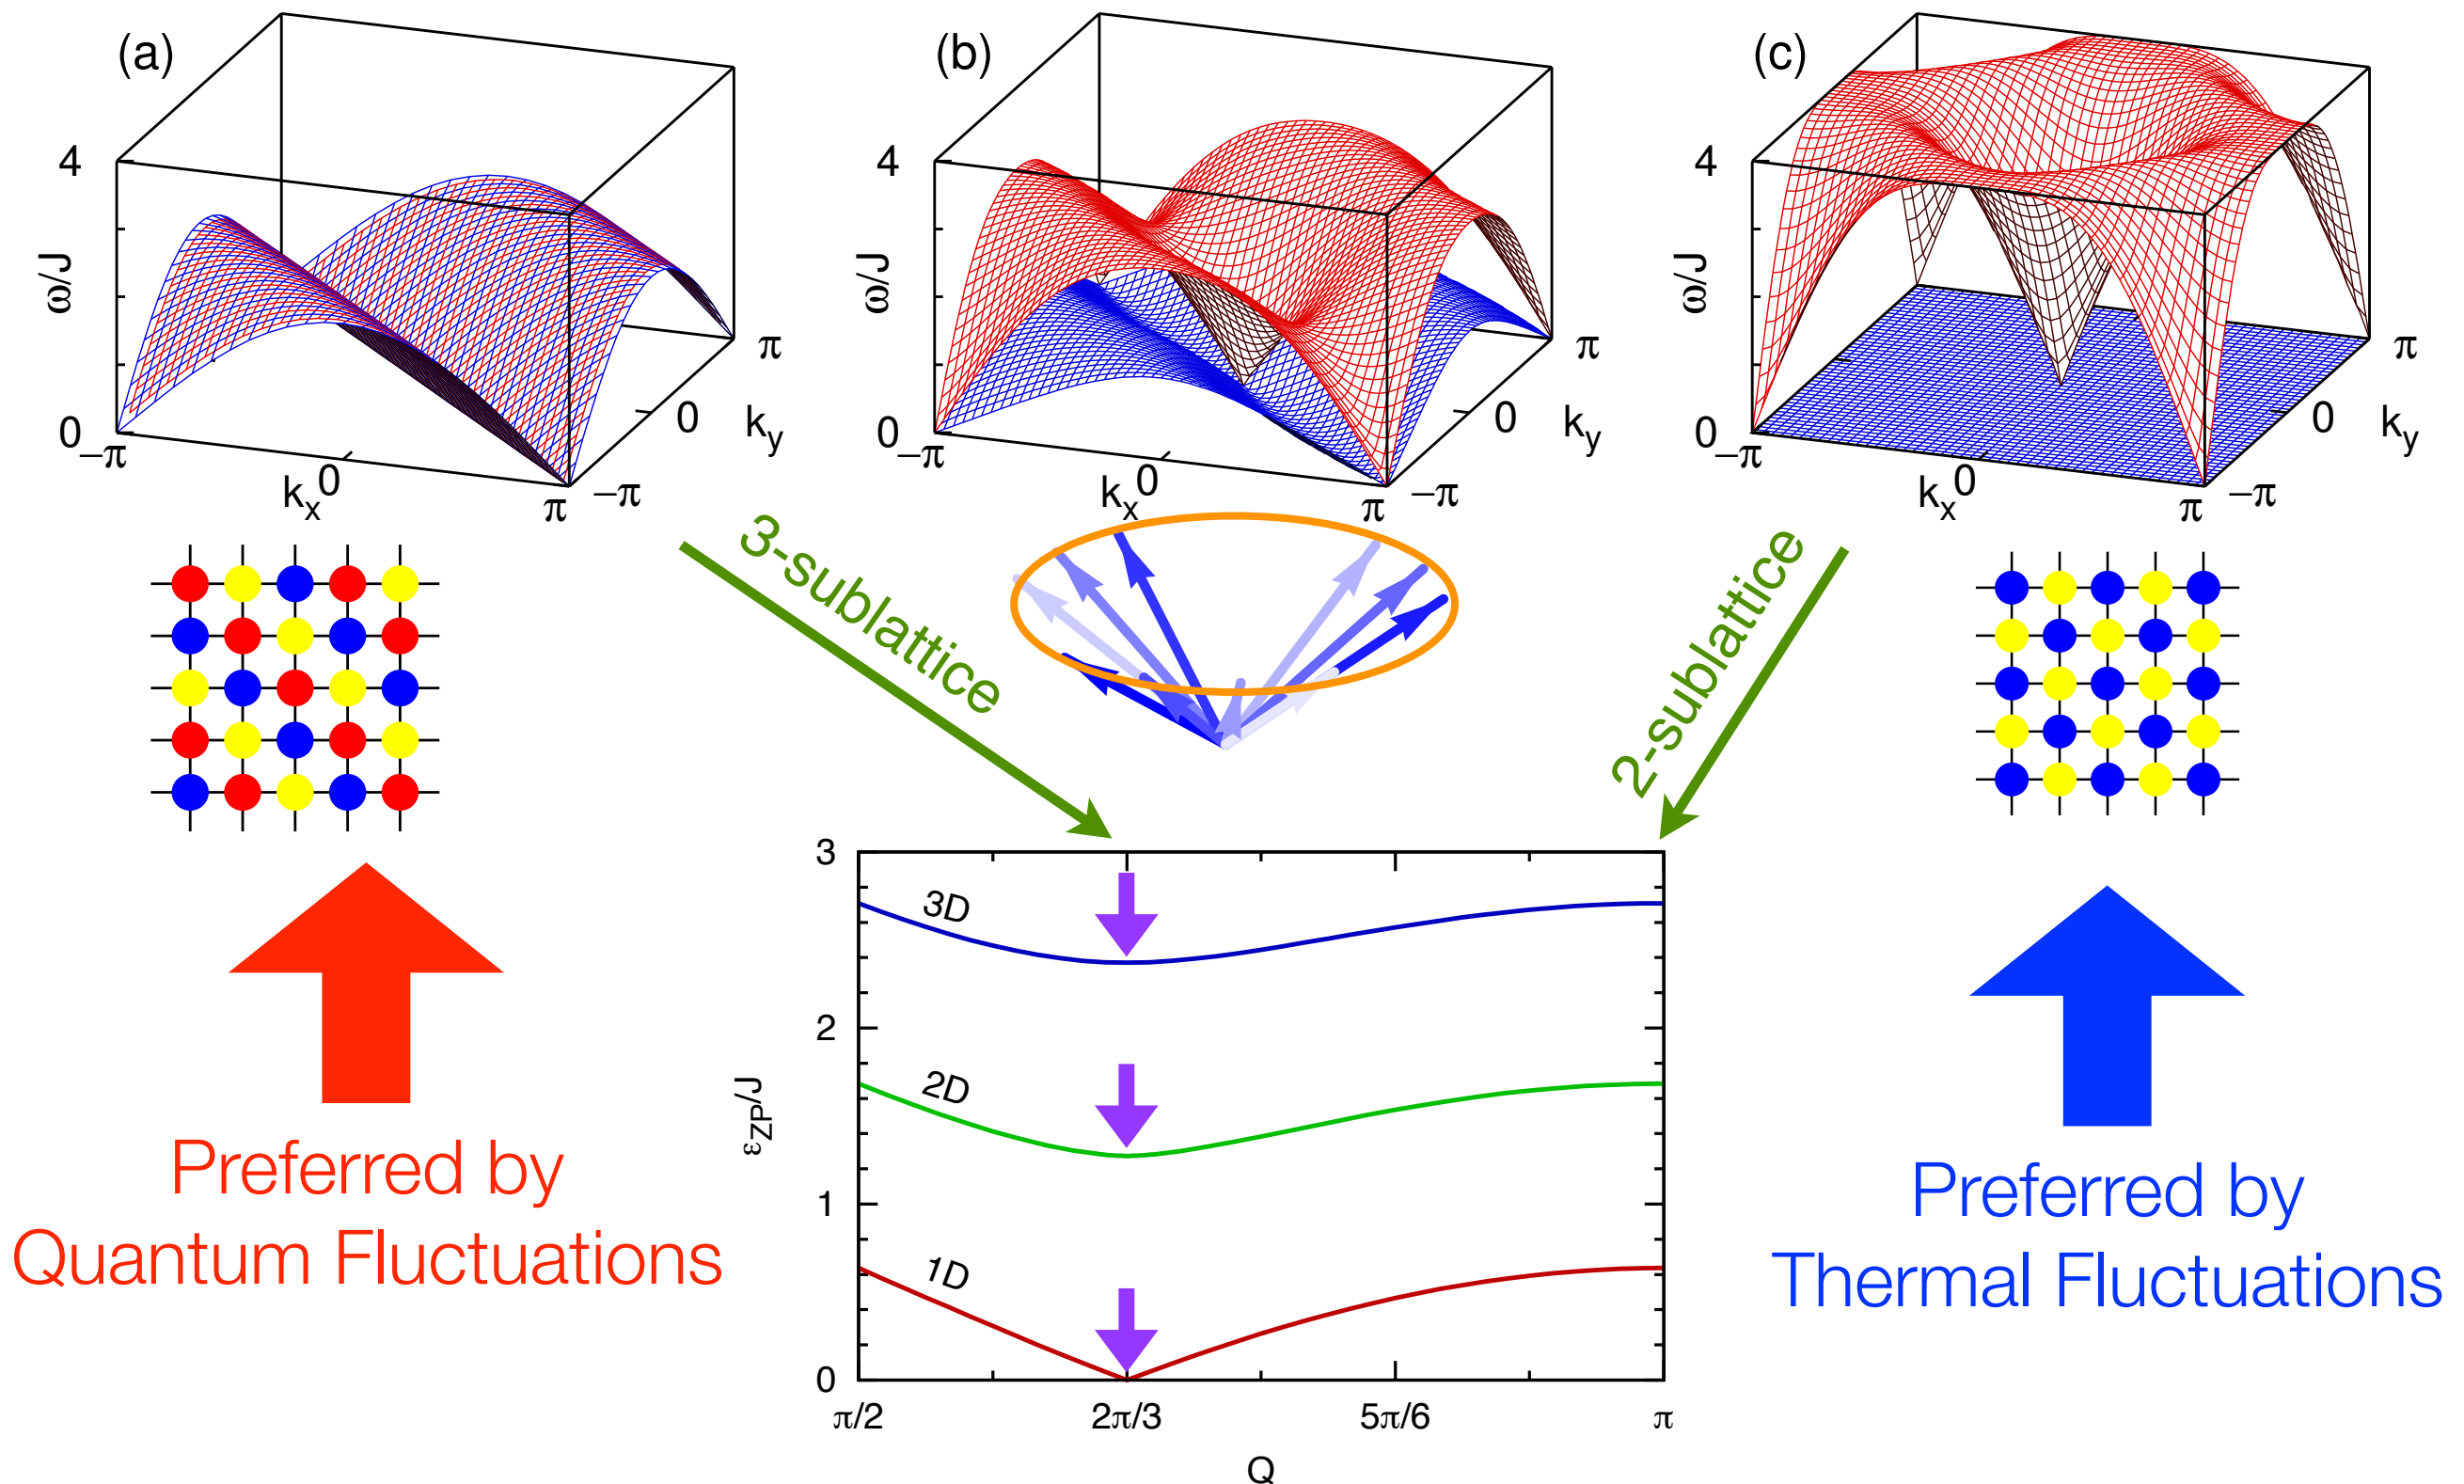 (a)
4
ω/J
0
−π
0
kx
π
−π
0
ky
π
(b)
4
ω/J
0
−π
0
kx
π
−π
0
ky
π
(c)
4
ω/J
0
−π
0
kx
π
−π
0
ky
π
3-sublattice
2-sublattice
Preferred by
Quantum Fluctuations
3
2
1
0
εZP/J
3D
2D
1D
π/2
2π/3
5π/6
π
Q
Preferred by
Thermal Fluctuations